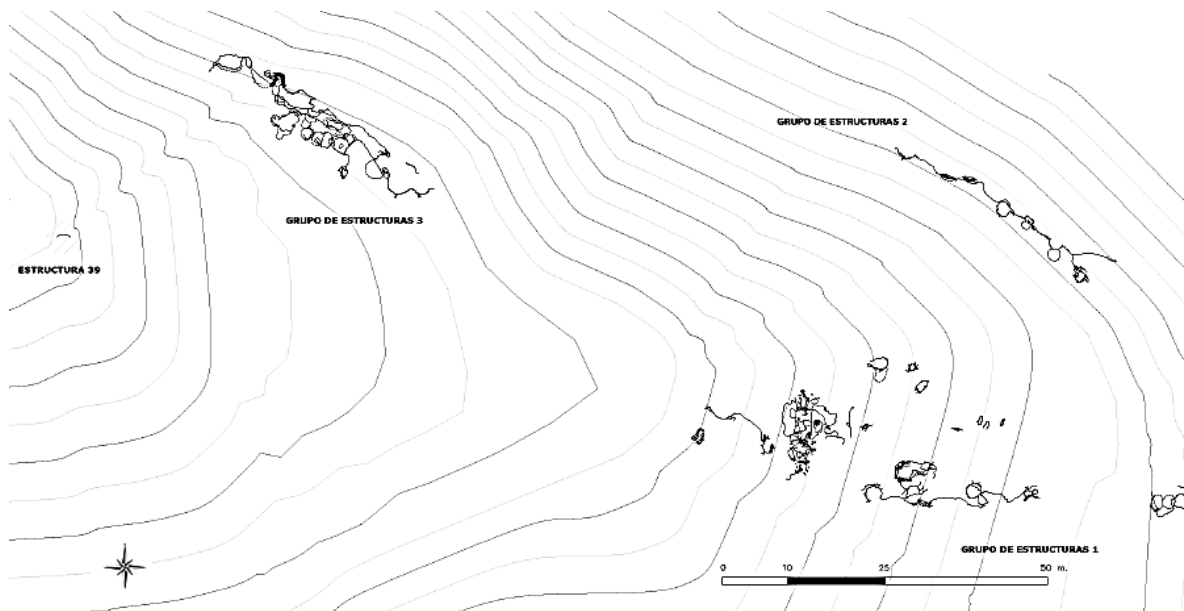 GRUPO DE ESTRUCTURAS 2
GRUPO DE ESTRUCTURAS 3
ESTRUCTURA 39
GRUPO DE ESTRUCTURAS 1
0 10 25 50 m.